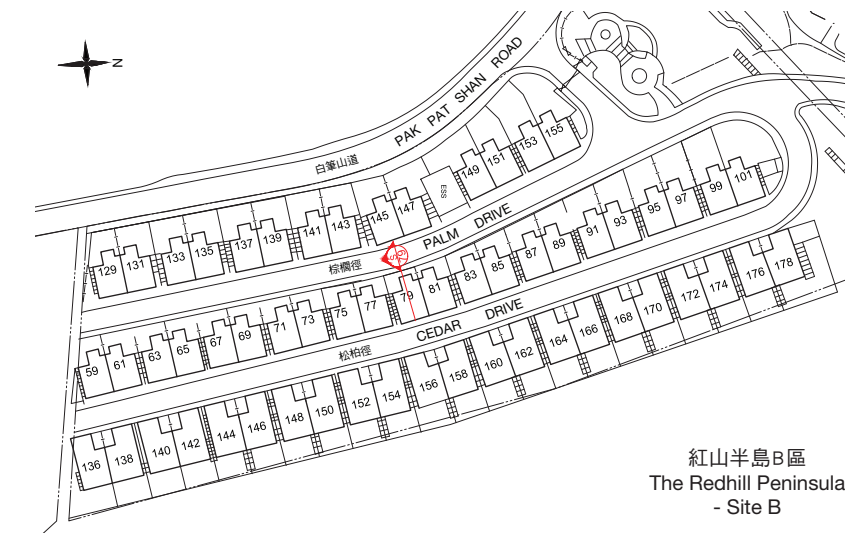 N
PAK PAT SHAN ROAD
白筆山道
149 151 153 155
ESS
129 131 133 135 137 139 141 143 145 147
PALM DRIVE
棕櫚徑
59 61 63 65 67 69 71 73 75 77 79 81 83 85 87 89 91 93 95 97 99 101
CEDAR DRIVE
松柏徑
136 138 140 142 144 146 148 150 152 154 156 158 160 162 164 166 168 170 172 174 176 178
紅山半島B區
The Redhill Peninsula
- Site B